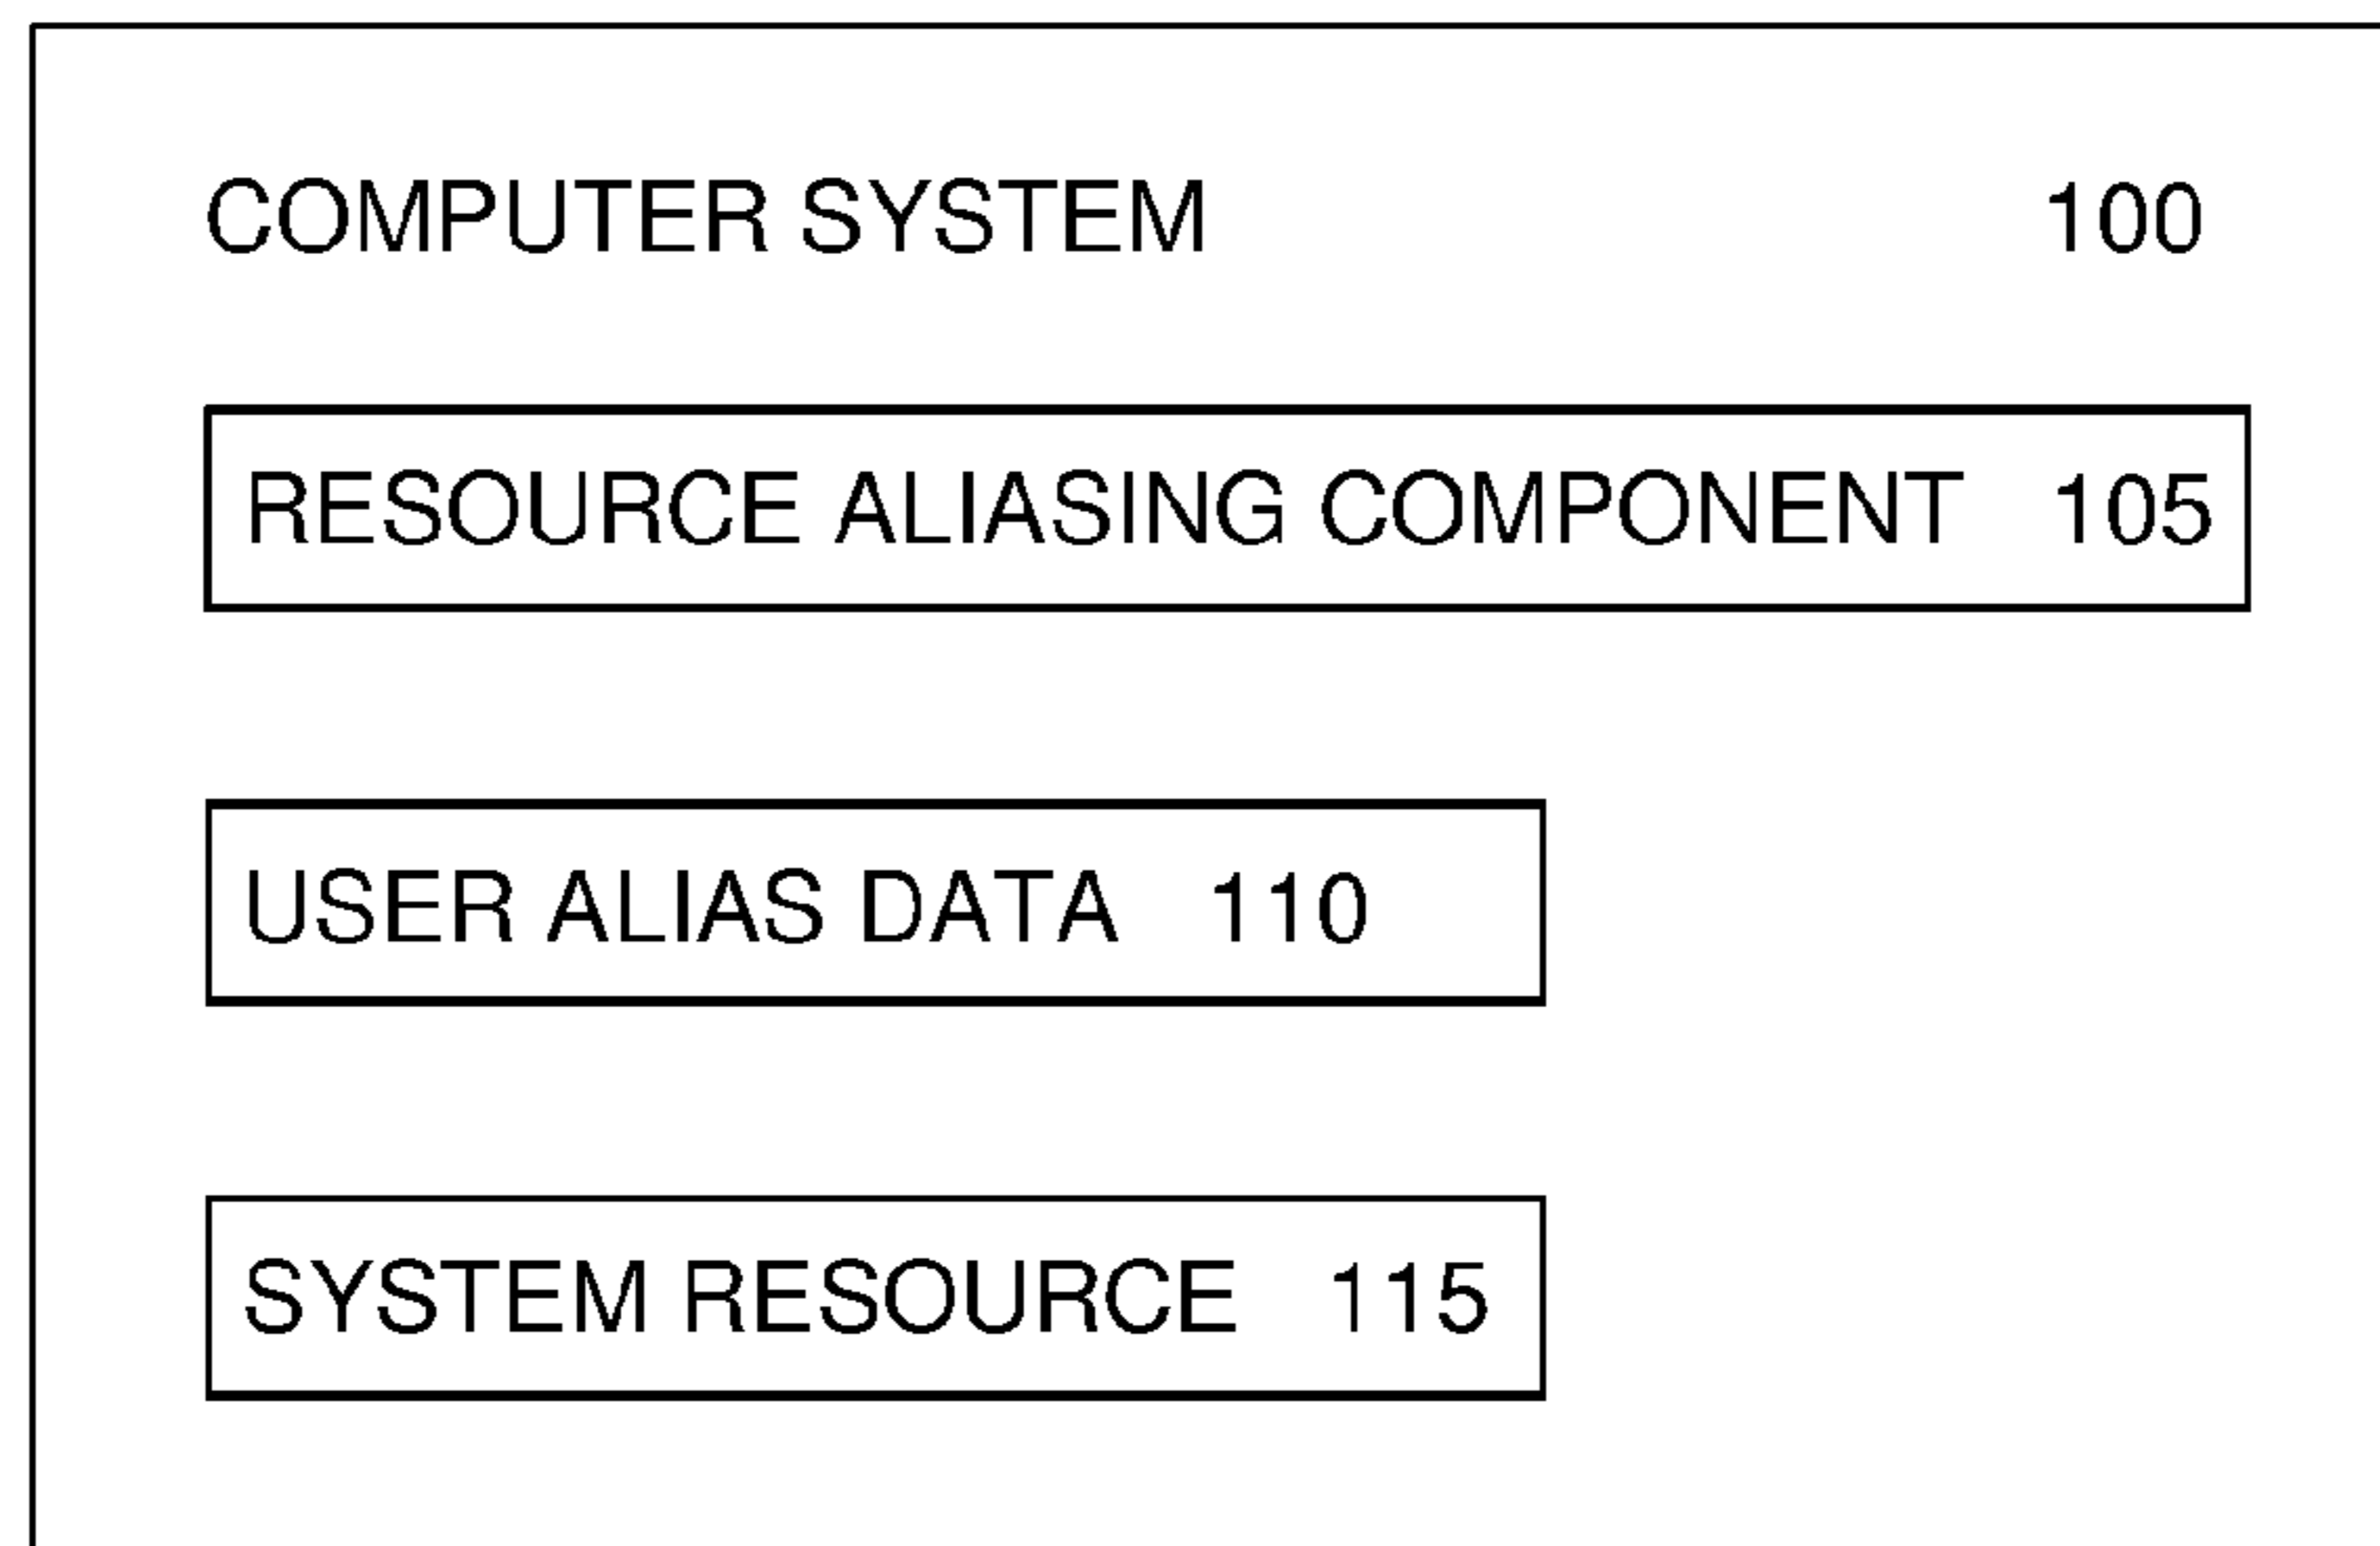 COMPUTER SYSTEM 100
RESOURCE ALIASING COMPONENT 105
USER ALIAS DATA 110
SYSTEM RESOURCE 115